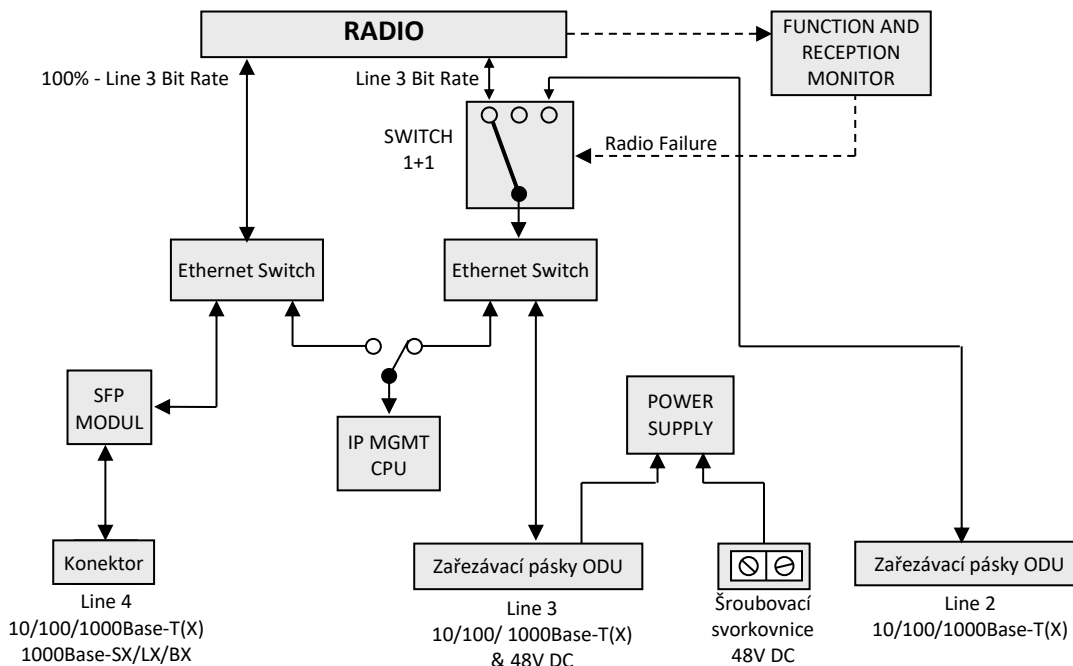 RADIO
FUNCTION AND
RECEPTION
MONITOR
100% - Line 3 Bit Rate
Line 3 Bit Rate
SWITCH
1+1
Radio Failure
Ethernet Switch
Ethernet Switch
SFP
MODUL
IP MGMT
CPU
POWER
SUPPLY
Konektor
Line 4
10/100/1000Base-T(X)
1000Base-SX/LX/BX
Zařezávací pásky ODU
Line 3
10/100/ 1000Base-T(X)
& 48V DC
Šroubovací
svorkovnice
48V DC
Zařezávací pásky ODU
Line 2
10/100/1000Base-T(X)